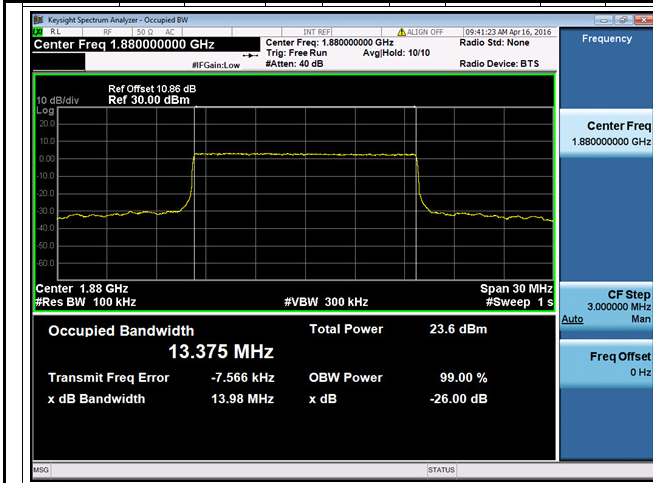 Keysight Spectrum Analyzer - Occupied BW
LXI RL RF 50 Ω AC INT REF ALIGN OFF 09:41:23 AM Apr 16, 2016
Center Freq 1.880000000 GHz
Center Freq: 1.880000000 GHz
Radio Std: None
Trig: Free Run Avg|Hold: 10/10
#IFGain:Low #Atten: 40 dB Radio Device: BTS
Ref Offset 10.86 dB
10 dB/div Ref 30.00 dBm
Log
20.0
10.0
0.00
-10.0
-20.0
-30.0
-40.0
-50.0
-60.0
Center 1.88 GHz Span 30 MHz
#Res BW 100 kHz #VBW 300 kHz #Sweep 1 s
Occupied Bandwidth Total Power 23.6 dBm
13.375 MHz
Transmit Freq Error -7.566 kHz OBW Power 99.00 %
x dB Bandwidth 13.98 MHz x dB -26.00 dB
MSG STATUS
Frequency
Center Freq
1.880000000 GHz
CF Step
3.000000 MHz
Auto Man
Freq Offset
0 Hz